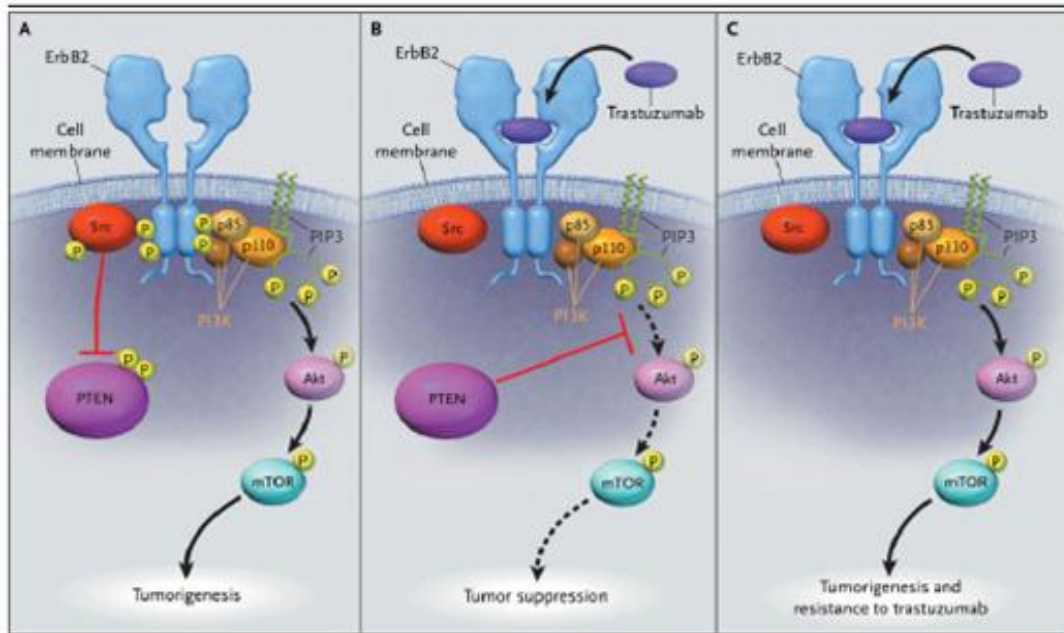 A
ErbB2
Cell
membrane
Src
P
P
P
P
P
p85
p110
PIP3
P
P
P
PI3K
P
P
PTEN
P
Akt
P
mTOR
Tumorigenesis
B
ErbB2
Trastuzumab
Cell
membrane
Src
p85
p110
PIP3
P
P
P
PI3K
PTEN
P
Akt
P
mTOR
Tumor suppression
C
ErbB2
Trastuzumab
Cell
membrane
Src
p85
p110
PIP3
P
P
P
PI3K
P
Akt
P
mTOR
Tumorigenesis and
resistance to trastuzumab